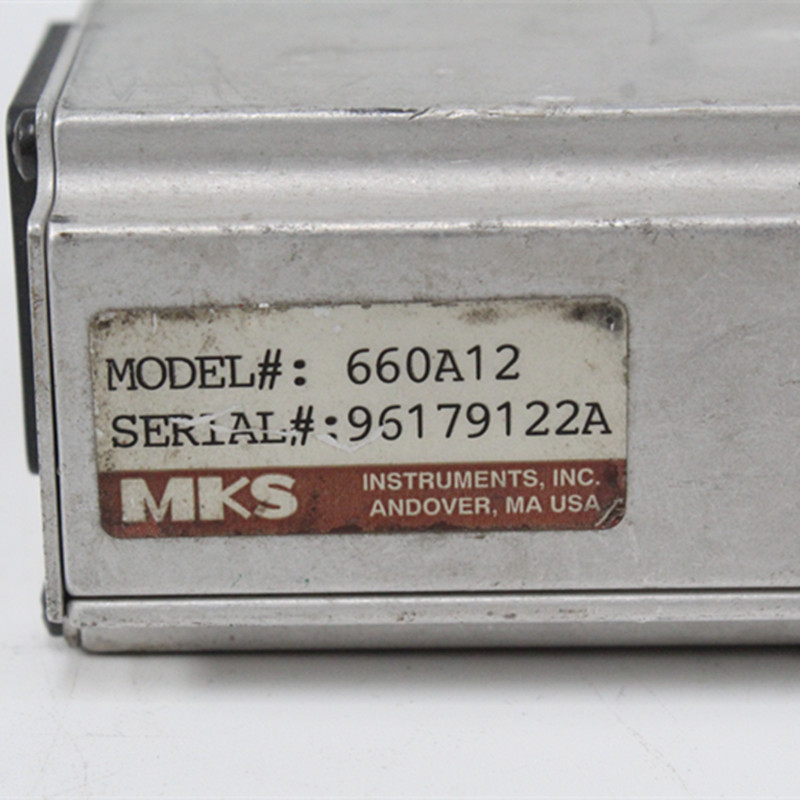 MODEL#: 660A12
SERIAL#:96179122A
MKS
INSTRUMENTS, INC.
ANDOVER, MA USA